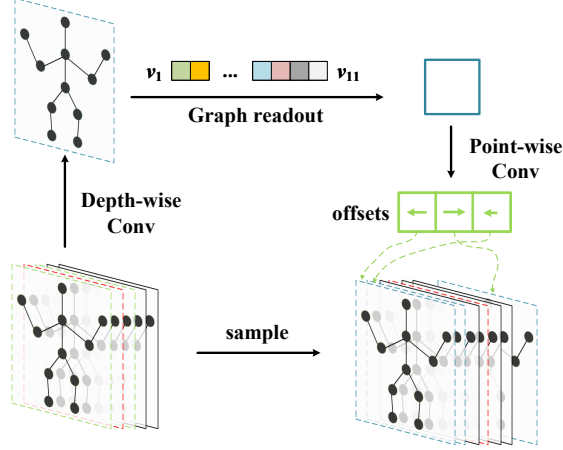 v₁ ... v₁₁
Graph readout
Point-wise
Conv
Depth-wise
Conv
offsets
sample